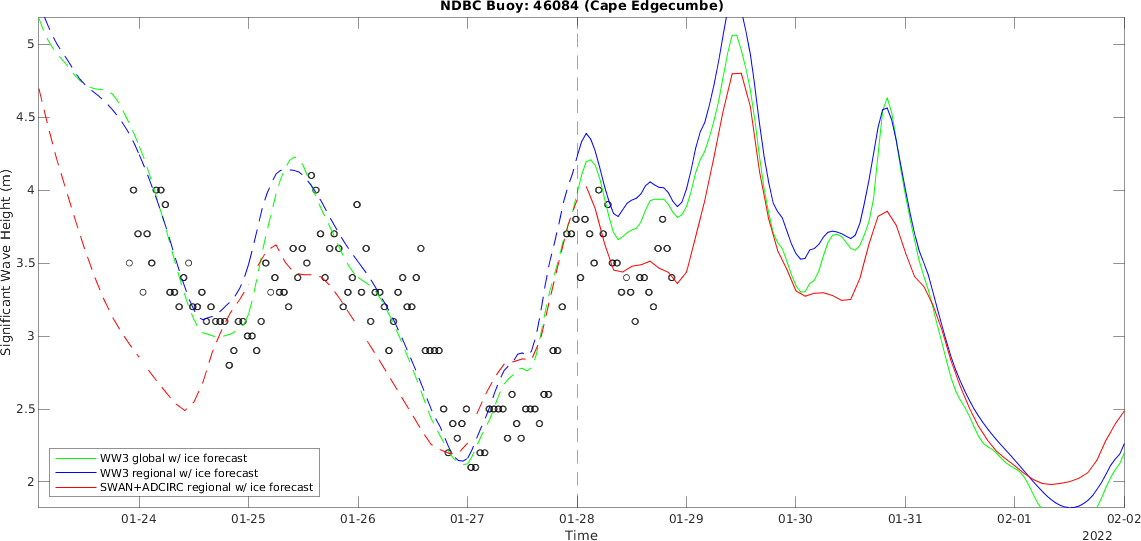 NDBC Buoy: 46084 (Cape Edgecumbe)
Significant Wave Height (m)
5
4.5
4
3.5
3
2.5
2
WW3 global w/ ice forecast
WW3 regional w/ ice forecast
SWAN+ADCIRC regional w/ ice forecast
01-24 01-25 01-26 01-27 01-28 01-29 01-30 01-31 02-01 02-02
Time
2022